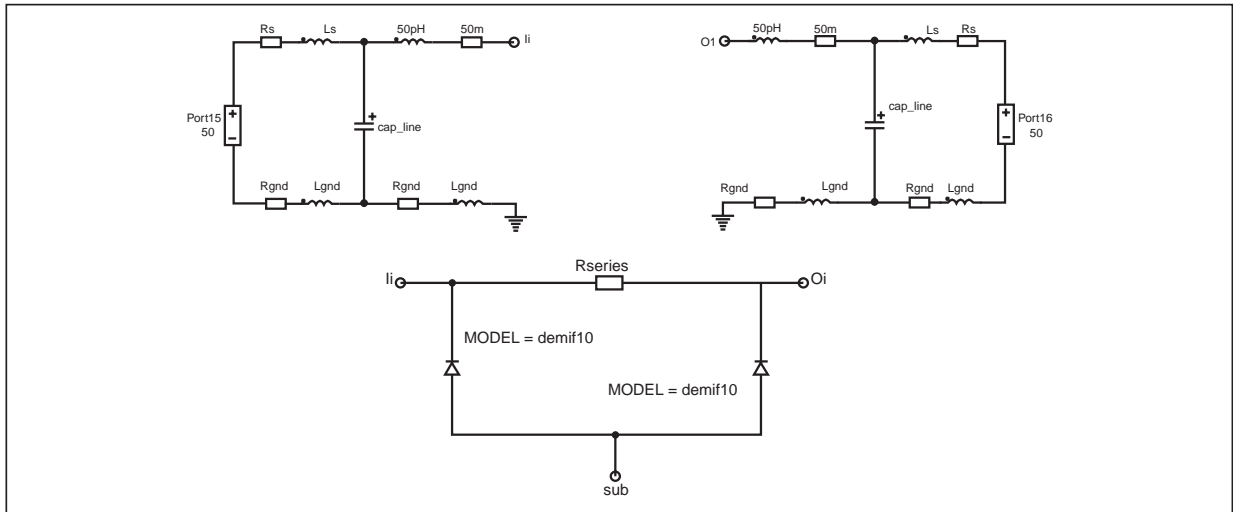 Rs Ls 50pH 50m Ii
Port15
50
cap_line
Rgnd Lgnd Rgnd Lgnd
O1 50pH 50m Ls Rs
cap_line
Port16
50
Rgnd Lgnd Rgnd Lgnd
Ii Rseries Oi
MODEL = demif10
MODEL = demif10
sub